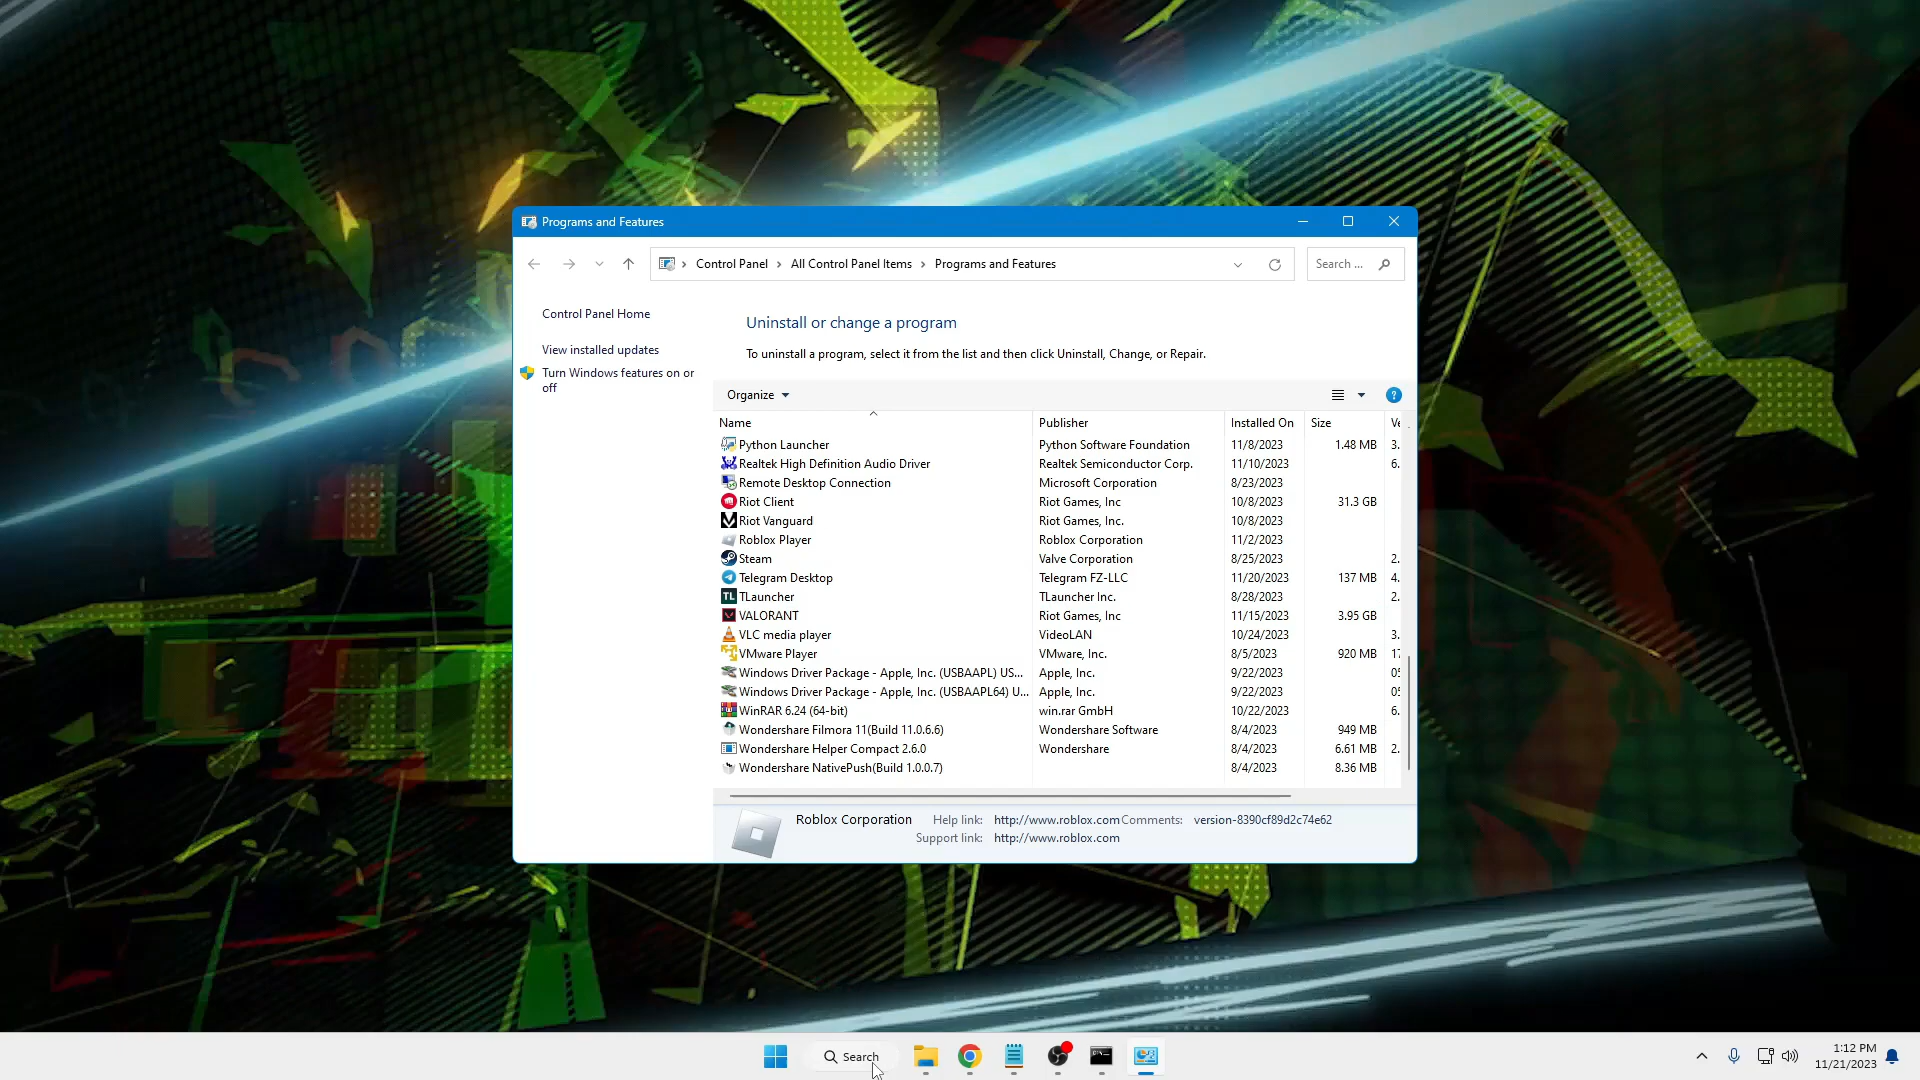 Programs and Features
Control Panel > All Control Panel Items > Programs and Features
Search ...
Control Panel Home
View installed updates
Turn Windows features on or
off
Uninstall or change a program
To uninstall a program, select it from the list and then click Uninstall, Change, or Repair.
Organize
Name Publisher Installed On Size
Python Launcher Python Software Foundation 11/8/2023 1.48 MB 3.
Realtek High Definition Audio Driver Realtek Semiconductor Corp. 11/10/2023 6.
Remote Desktop Connection Microsoft Corporation 8/23/2023
Riot Client Riot Games, Inc 10/8/2023 31.3 GB
Riot Vanguard Riot Games, Inc. 10/8/2023
Roblox Player Roblox Corporation 11/2/2023
Steam Valve Corporation 8/25/2023 2.
Telegram Desktop Telegram FZ-LLC 11/20/2023 137 MB 4.
TL TLauncher TLauncher Inc. 8/28/2023 2.
VALORANT Riot Games, Inc 11/15/2023 3.95 GB
VLC media player VideoLAN 10/24/2023 3.
VMware Player VMware, Inc. 8/5/2023 920 MB 17
Windows Driver Package - Apple, Inc. (USBAAPL) US... Apple, Inc. 9/22/2023 05
Windows Driver Package - Apple, Inc. (USBAAPL64) U... Apple, Inc. 9/22/2023 05
WinRAR 6.24 (64-bit) win.rar GmbH 10/22/2023 6.
Wondershare Filmora 11(Build 11.0.6.6) Wondershare Software 8/4/2023 949 MB
Wondershare Helper Compact 2.6.0 Wondershare 8/4/2023 6.61 MB 2.
Wondershare NativePush(Build 1.0.0.7) 8/4/2023 8.36 MB
Roblox Corporation Help link: http://www.roblox.com Comments: version-8390cf89d2c74e62
Support link: http://www.roblox.com
Search
1:12 PM
11/21/2023